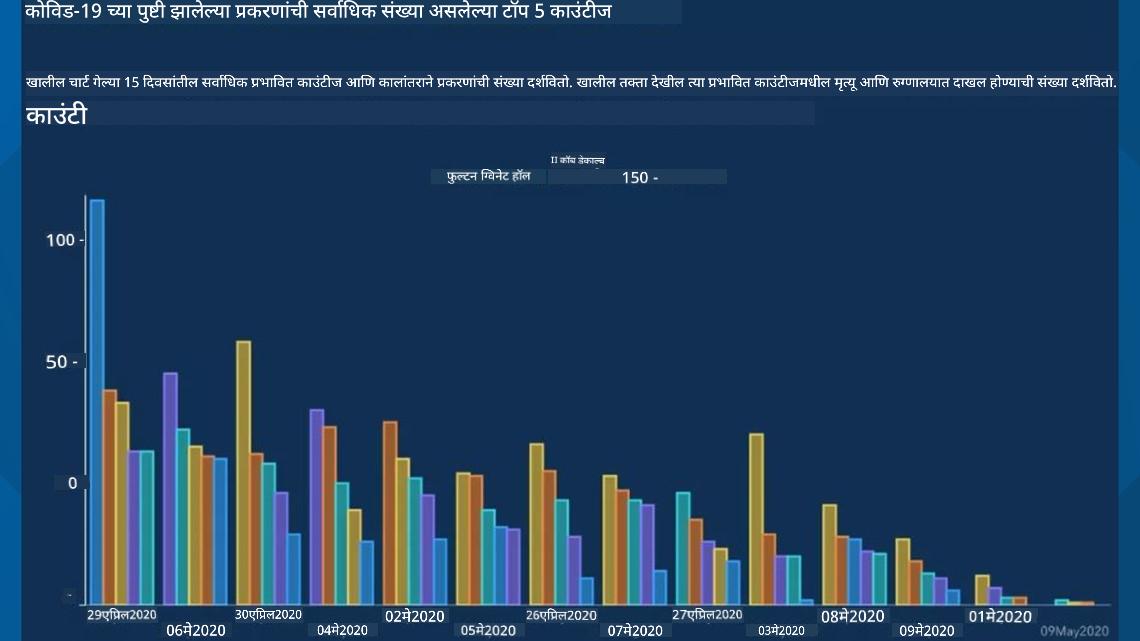 कोविड-19 च्या पुष्टी झालेल्या प्रकरणांची सर्वाधिक संख्या असलेल्या टॉप 5 काउंटीज
खालील चार्ट गेल्या 15 दिवसांतील सर्वाधिक प्रभावित काउंटीज आणि कालांतराने प्रकरणांची संख्या दर्शवितो. खालील तक्ता देखील त्या प्रभावित काउंटीजमधील मृत्यू आणि रुग्णालयात दाखल होण्याची संख्या दर्शवितो.
काउंटी
II कॉब डेकाल्ब
फुल्टन ग्विनेट हॉल 150 -
100 -
50 -
0
-
29एप्रिल2020 30एप्रिल2020 02मे2020 26एप्रिल2020 27एप्रिल2020 08मे2020 01मे2020
06मे2020 04मे2020 05मे2020 07मे2020 03मे2020 09मे2020 09May2020